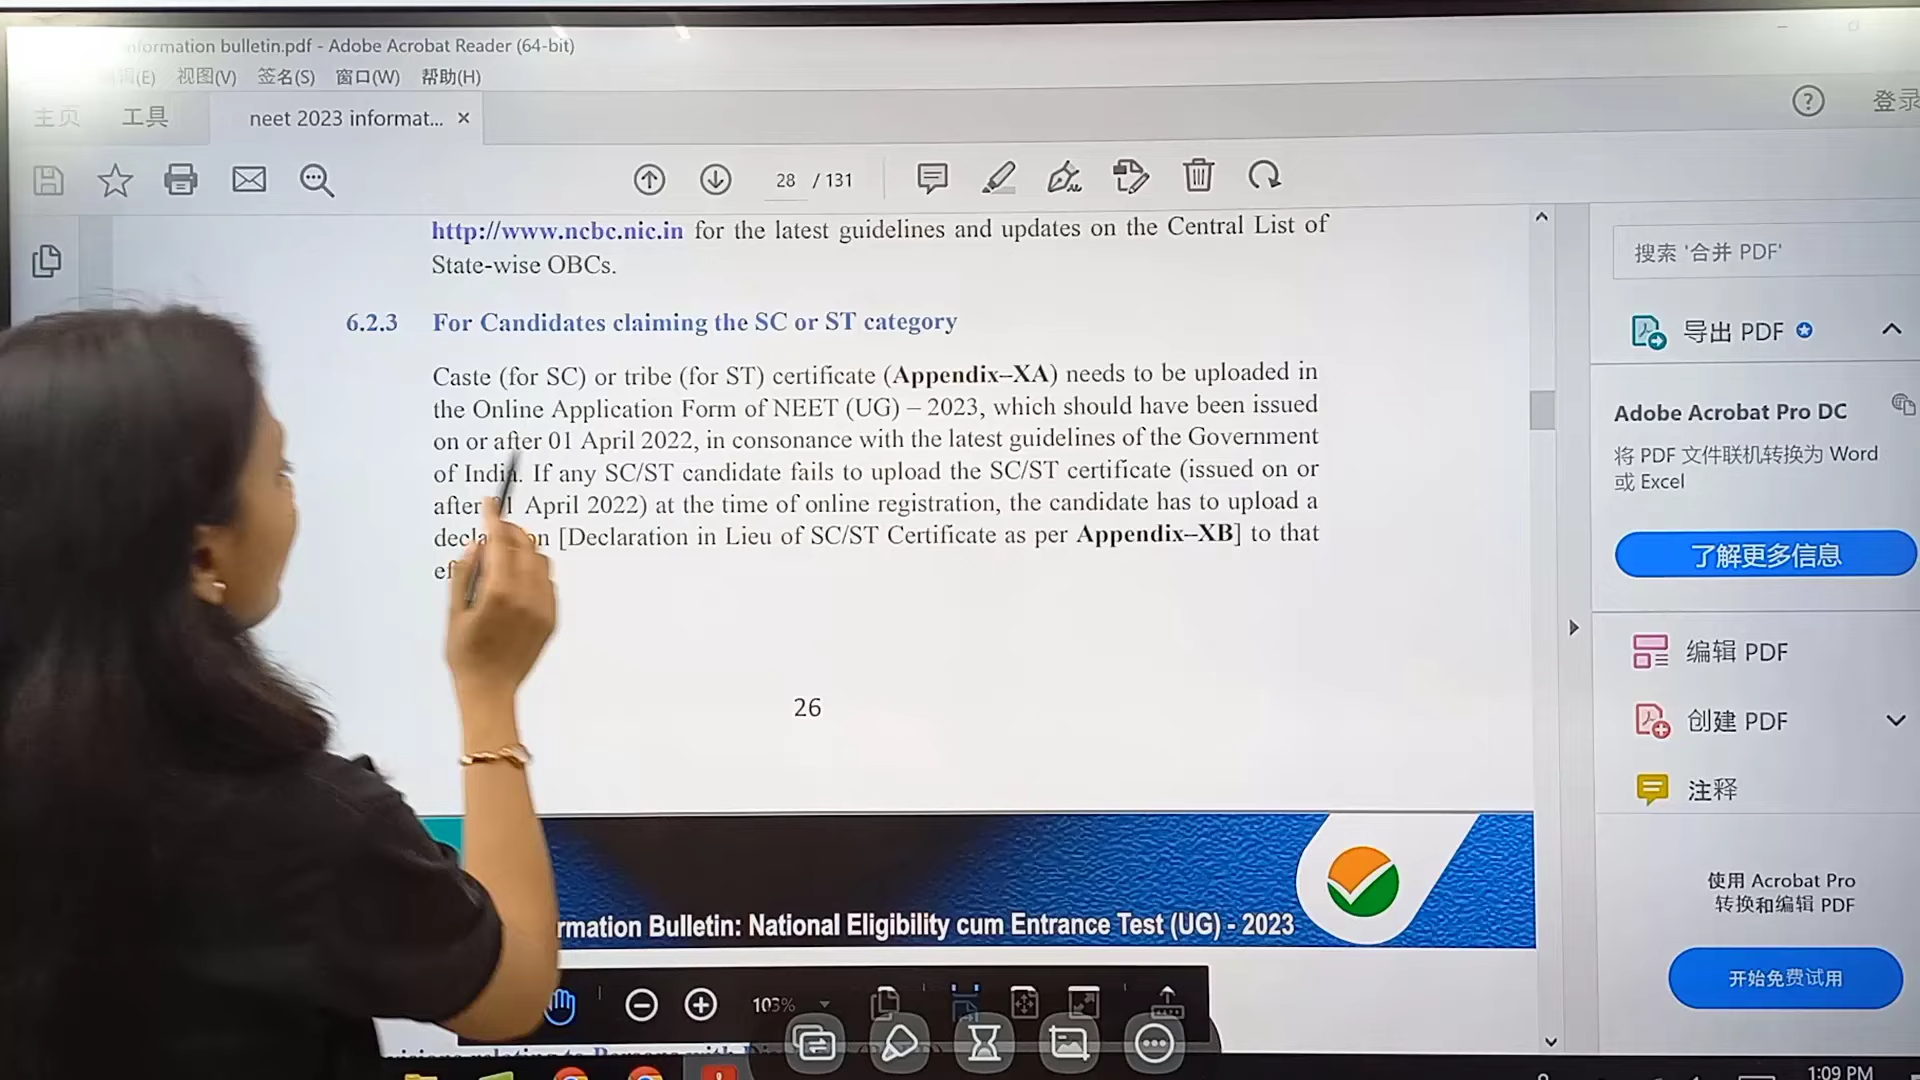 nformation bulletin.pdf - Adobe Acrobat Reader (64-bit)
(E) 视图(V) 签名(S) 窗口(W) 帮助(H)
主页 工具 neet 2023 informat... ×
登录
28 / 131
http://www.ncbc.nic.in for the latest guidelines and updates on the Central List of
State-wise OBCs.
6.2.3 For Candidates claiming the SC or ST category
Caste (for SC) or tribe (for ST) certificate (Appendix–XA) needs to be uploaded in
the Online Application Form of NEET (UG) – 2023, which should have been issued
on or after 01 April 2022, in consonance with the latest guidelines of the Government
of India. If any SC/ST candidate fails to upload the SC/ST certificate (issued on or
after 1 April 2022) at the time of online registration, the candidate has to upload a
decla on [Declaration in Lieu of SC/ST Certificate as per Appendix–XB] to that
ef
26
rmation Bulletin: National Eligibility cum Entrance Test (UG) - 2023
103%
搜索 '合并 PDF'
导出 PDF
Adobe Acrobat Pro DC
将 PDF 文件联机转换为 Word
或 Excel
了解更多信息
编辑 PDF
创建 PDF
注释
使用 Acrobat Pro
转换和编辑 PDF
开始免费试用
1:09 PM